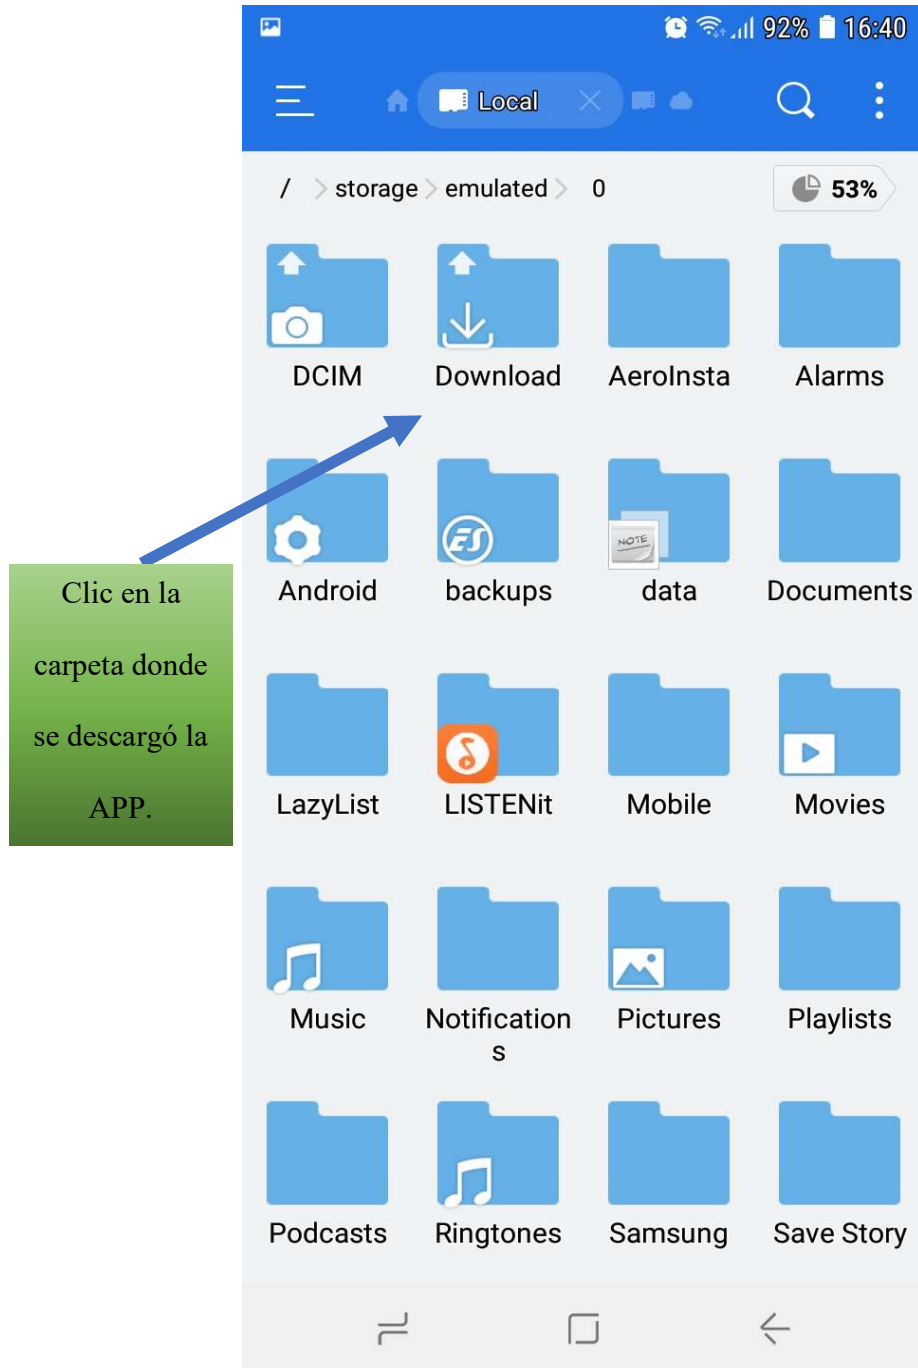 92% 16:40
Local
/ storage emulated 0 53%
DCIM Download AeroInsta Alarms
NOTE
Android backups data Documents
Clic en la
carpeta donde
se descargó la
APP.
LazyList LISTENit Mobile Movies
Music Notification
s Pictures Playlists
Podcasts Ringtones Samsung Save Story